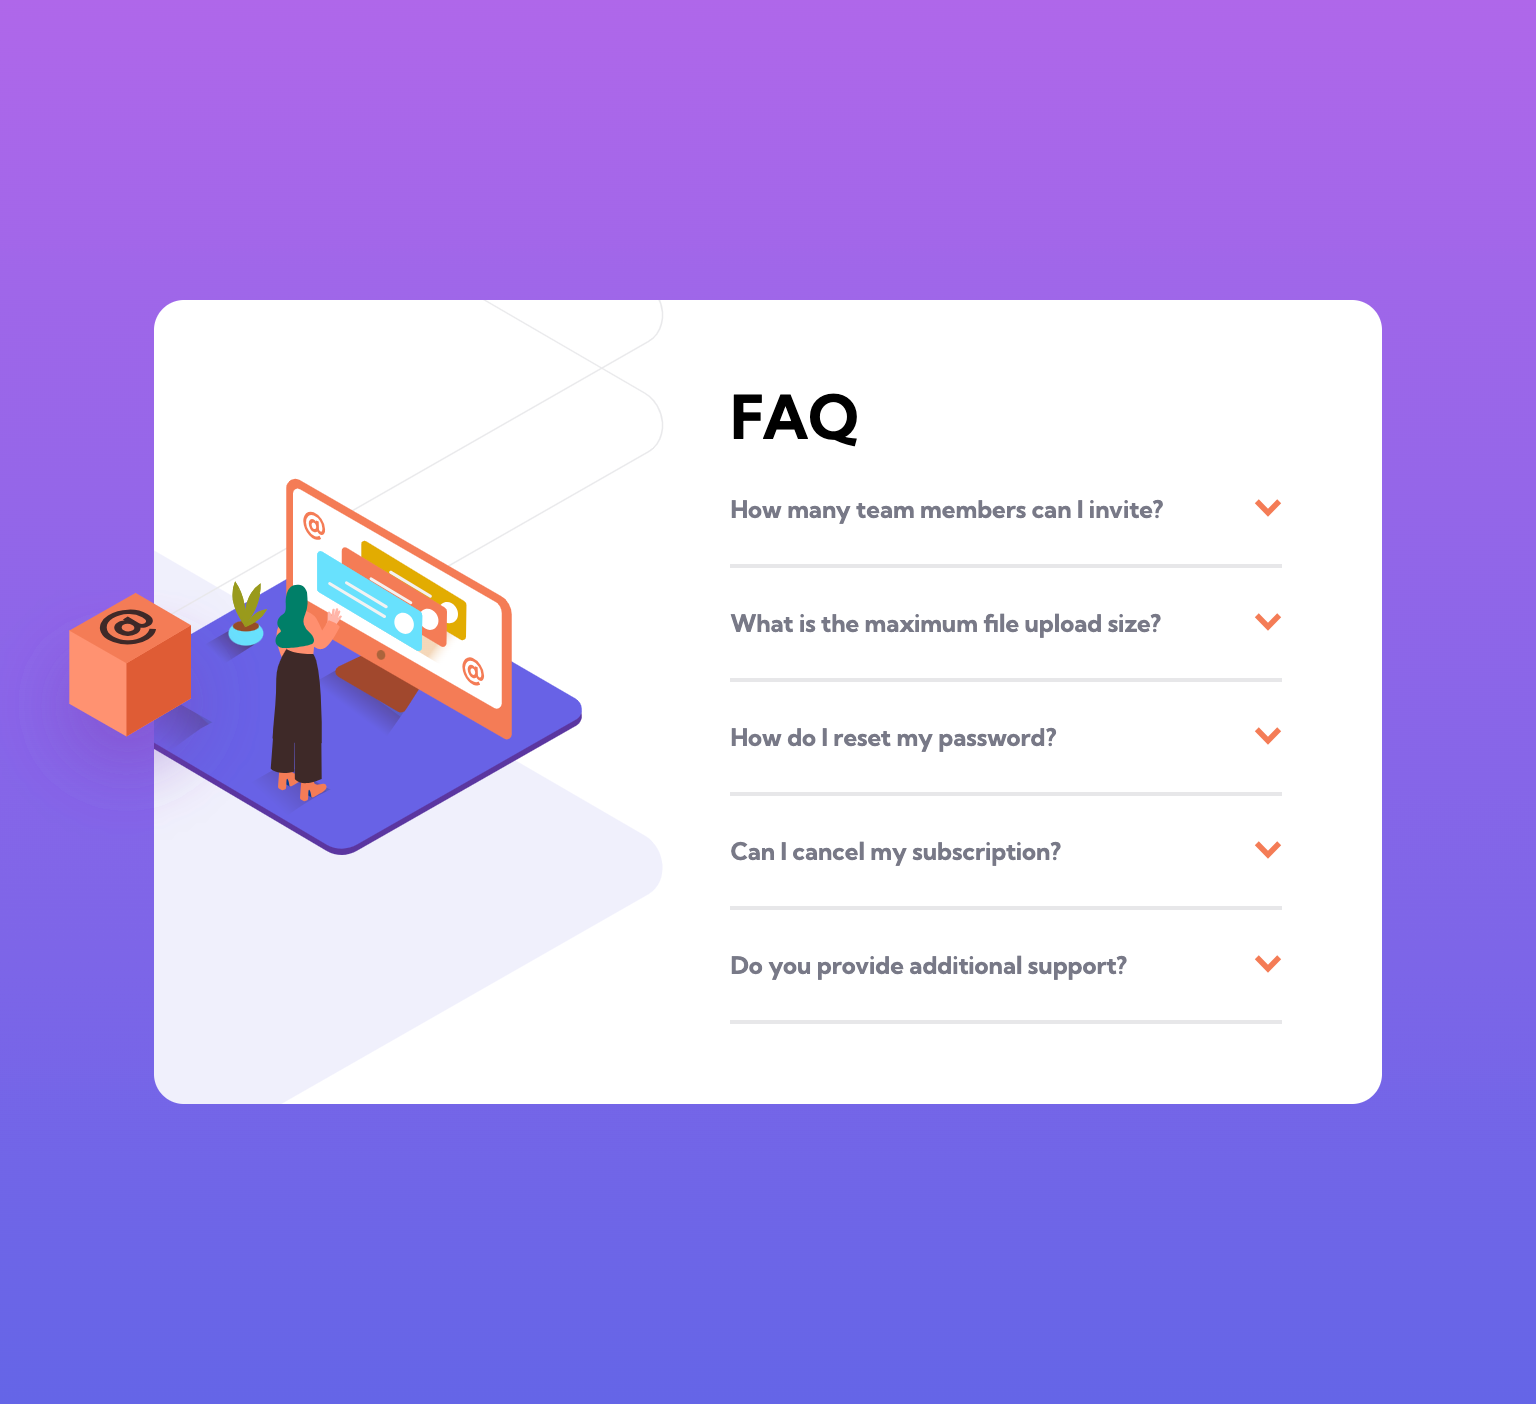 FAQ
How many team members can I invite?
What is the maximum file upload size?
How do I reset my password?
Can I cancel my subscription?
Do you provide additional support?
@
@
@